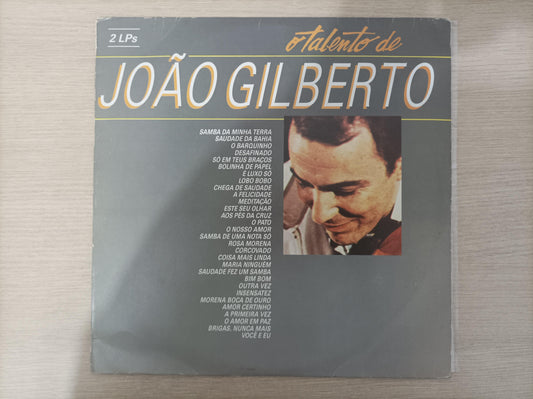 2 LPs
o talento de
JOÃO GILBERTO
SAMBA DA MINHA TERRA
SAUDADE DA BAHIA
O BARQUINHO
DESAFINADO
SÓ EM TEUS BRAÇOS
BOLINHA DE PAPEL
É LUXO SÓ
LOBO BOBO
CHEGA DE SAUDADE
A FELICIDADE
MEDITAÇÃO
ESTE SEU OLHAR
AOS PÉS DA CRUZ
O PATO
O NOSSO AMOR
SAMBA DE UMA NOTA SÓ
ROSA MORENA
CORCOVADO
COISA MAIS LINDA
MARIA NINGUÉM
SAUDADE FEZ UM SAMBA
BIM BOM
OUTRA VEZ
INSENSATEZ
MORENA BOCA DE OURO
AMOR CERTINHO
A PRIMEIRA VEZ
O AMOR EM PAZ
BRIGAS, NUNCA MAIS
VOCÊ E EU